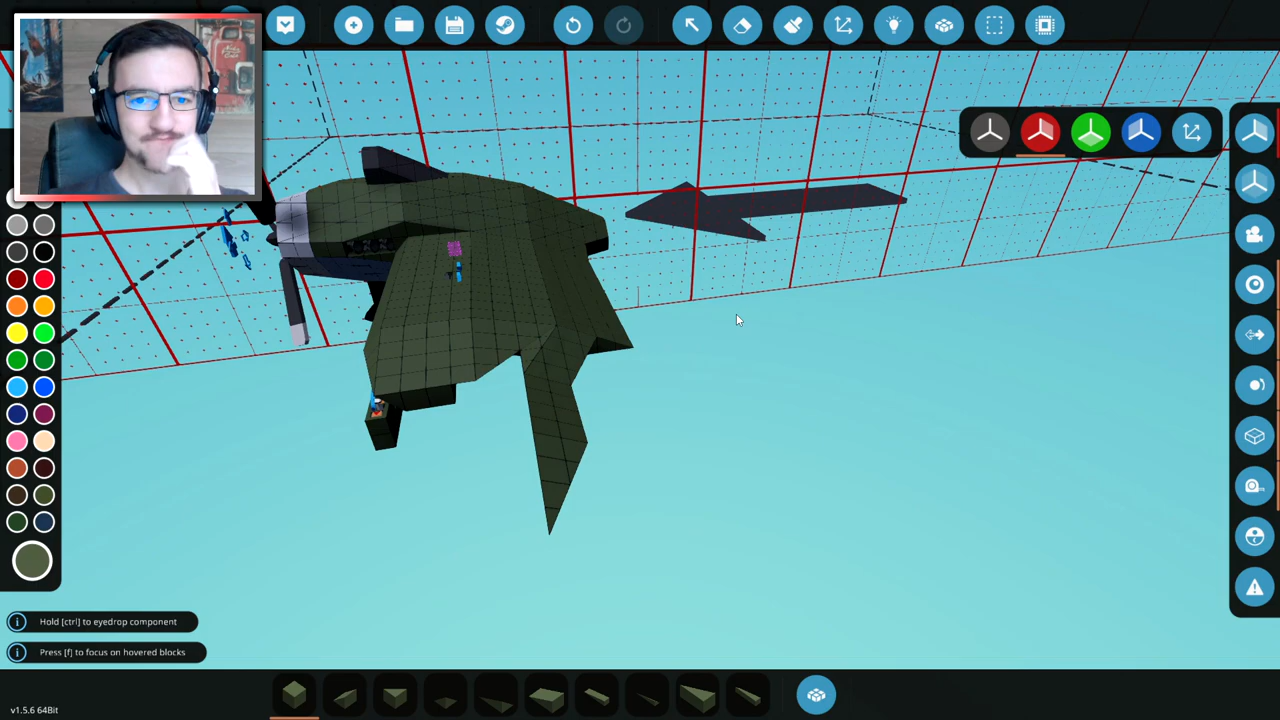 Hold [ctrl] to eyedrop component
Press [f] to focus on hovered blocks
v1.5.6 64Bit